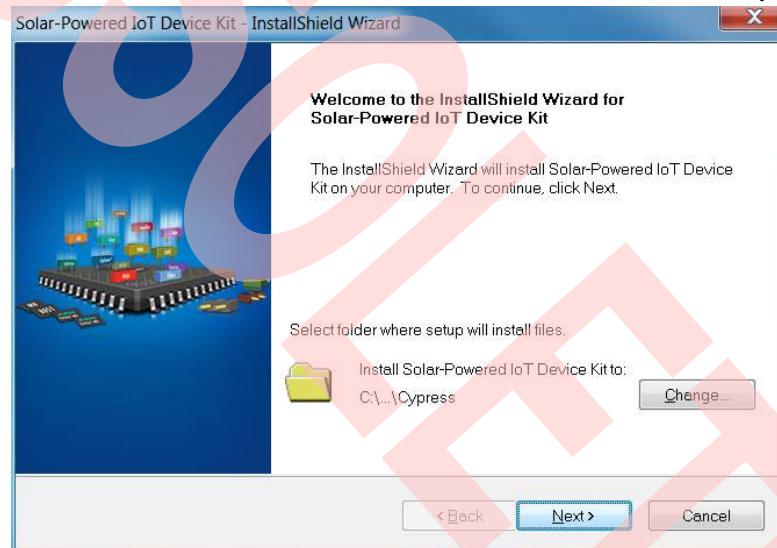 Solar-Powered IoT Device Kit - InstallShield Wizard
Welcome to the InstallShield Wizard for
Solar-Powered IoT Device Kit
The InstallShield Wizard will install Solar-Powered IoT Device
Kit on your computer. To continue, click Next.
Select folder where setup will install files.
Install Solar-Powered IoT Device Kit to:
C:\...\Cypress
Change...
< Back
Next >
Cancel